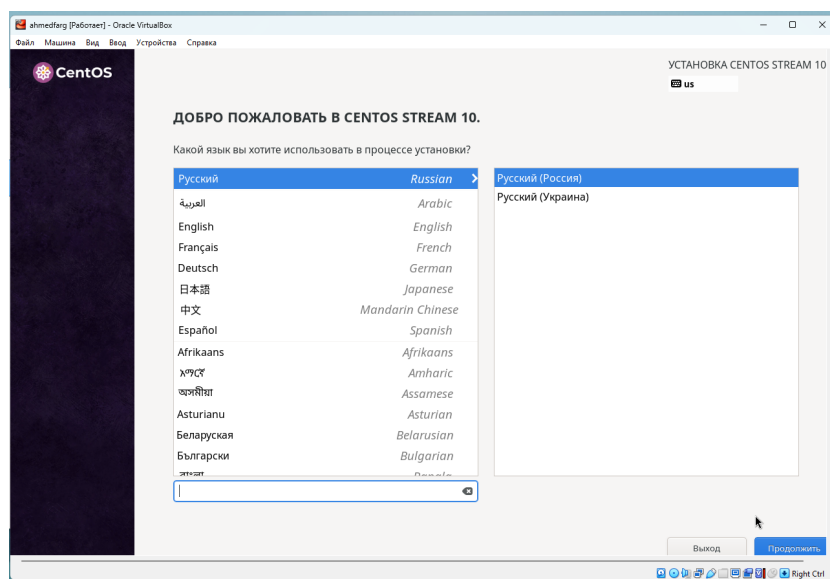 ahmedfarg [Работает] - Oracle VirtualBox
Файл Машина Вид Ввод Устройства Справка
CentOS
УСТАНОВКА CENTOS STREAM 10
us
ДОБРО ПОЖАЛОВАТЬ В CENTOS STREAM 10.
Какой язык вы хотите использовать в процессе установки?
Русский Russian
العربية Arabic
English English
Français French
Deutsch German
日本語 Japanese
中文 Mandarin Chinese
Español Spanish
Afrikaans Afrikaans
አማርኛ Amharic
অসমীয়া Assamese
Asturianu Asturian
Беларуская Belarusian
Български Bulgarian
বাংলা Bangla
Русский (Россия)
Русский (Украина)
Выход
Продолжить
Right Ctrl